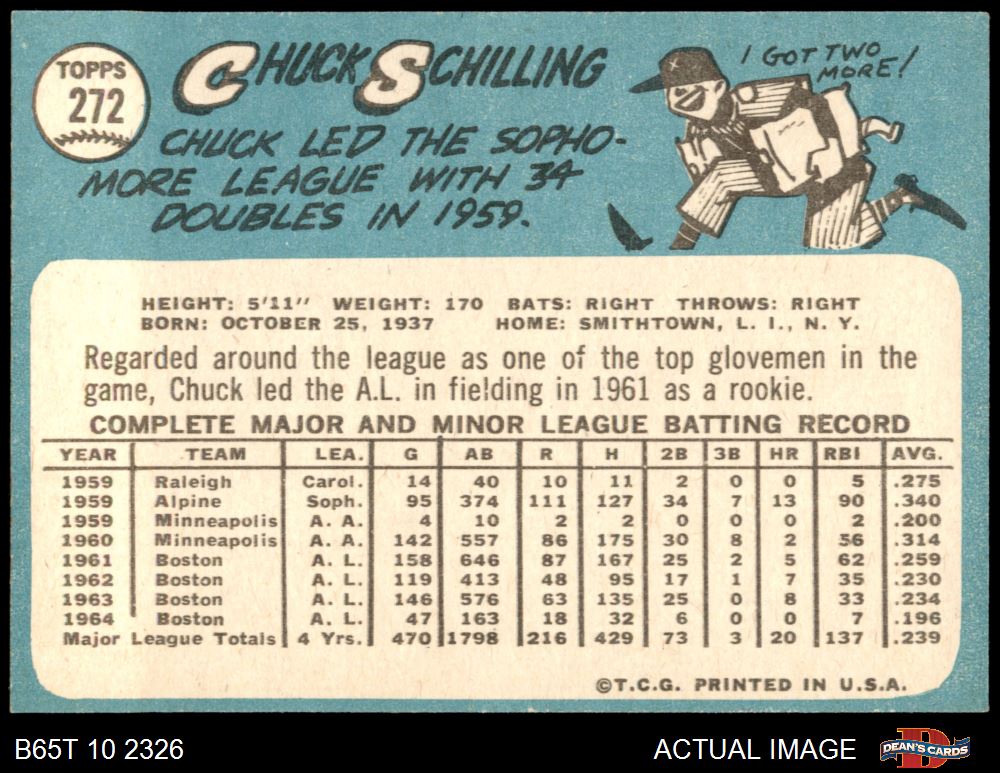 TOPPS
272
CHUCK SCHILLING
I GOT TWO
MORE!
CHUCK LED THE SOPHO-
MORE LEAGUE WITH 34
DOUBLES IN 1959.
HEIGHT: 5'11" WEIGHT: 170 BATS: RIGHT THROWS: RIGHT
BORN: OCTOBER 25, 1937 HOME: SMITHTOWN, L. I., N. Y.
Regarded around the league as one of the top glovemen in the
game, Chuck led the A.L. in fielding in 1961 as a rookie.
COMPLETE MAJOR AND MINOR LEAGUE BATTING RECORD
YEAR TEAM LEA. G AB R H 2B 3B HR RBI AVG.
1959 Raleigh Carol. 14 40 10 11 2 0 0 5 .275
1959 Alpine Soph. 95 374 111 127 34 7 13 90 .340
1959 Minneapolis A. A. 4 10 2 2 0 0 0 2 .200
1960 Minneapolis A. A. 142 557 86 175 30 8 2 56 .314
1961 Boston A. L. 158 646 87 167 25 2 5 62 .259
1962 Boston A. L. 119 413 48 95 17 1 7 35 .230
1963 Boston A. L. 146 576 63 135 25 0 8 33 .234
1964 Boston A. L. 47 163 18 32 6 0 0 7 .196
Major League Totals 4 Yrs. 470 1798 216 429 73 3 20 137 .239
©T.C.G. PRINTED IN U.S.A.
B65T 10 2326 ACTUAL IMAGE DEAN'S CARDS